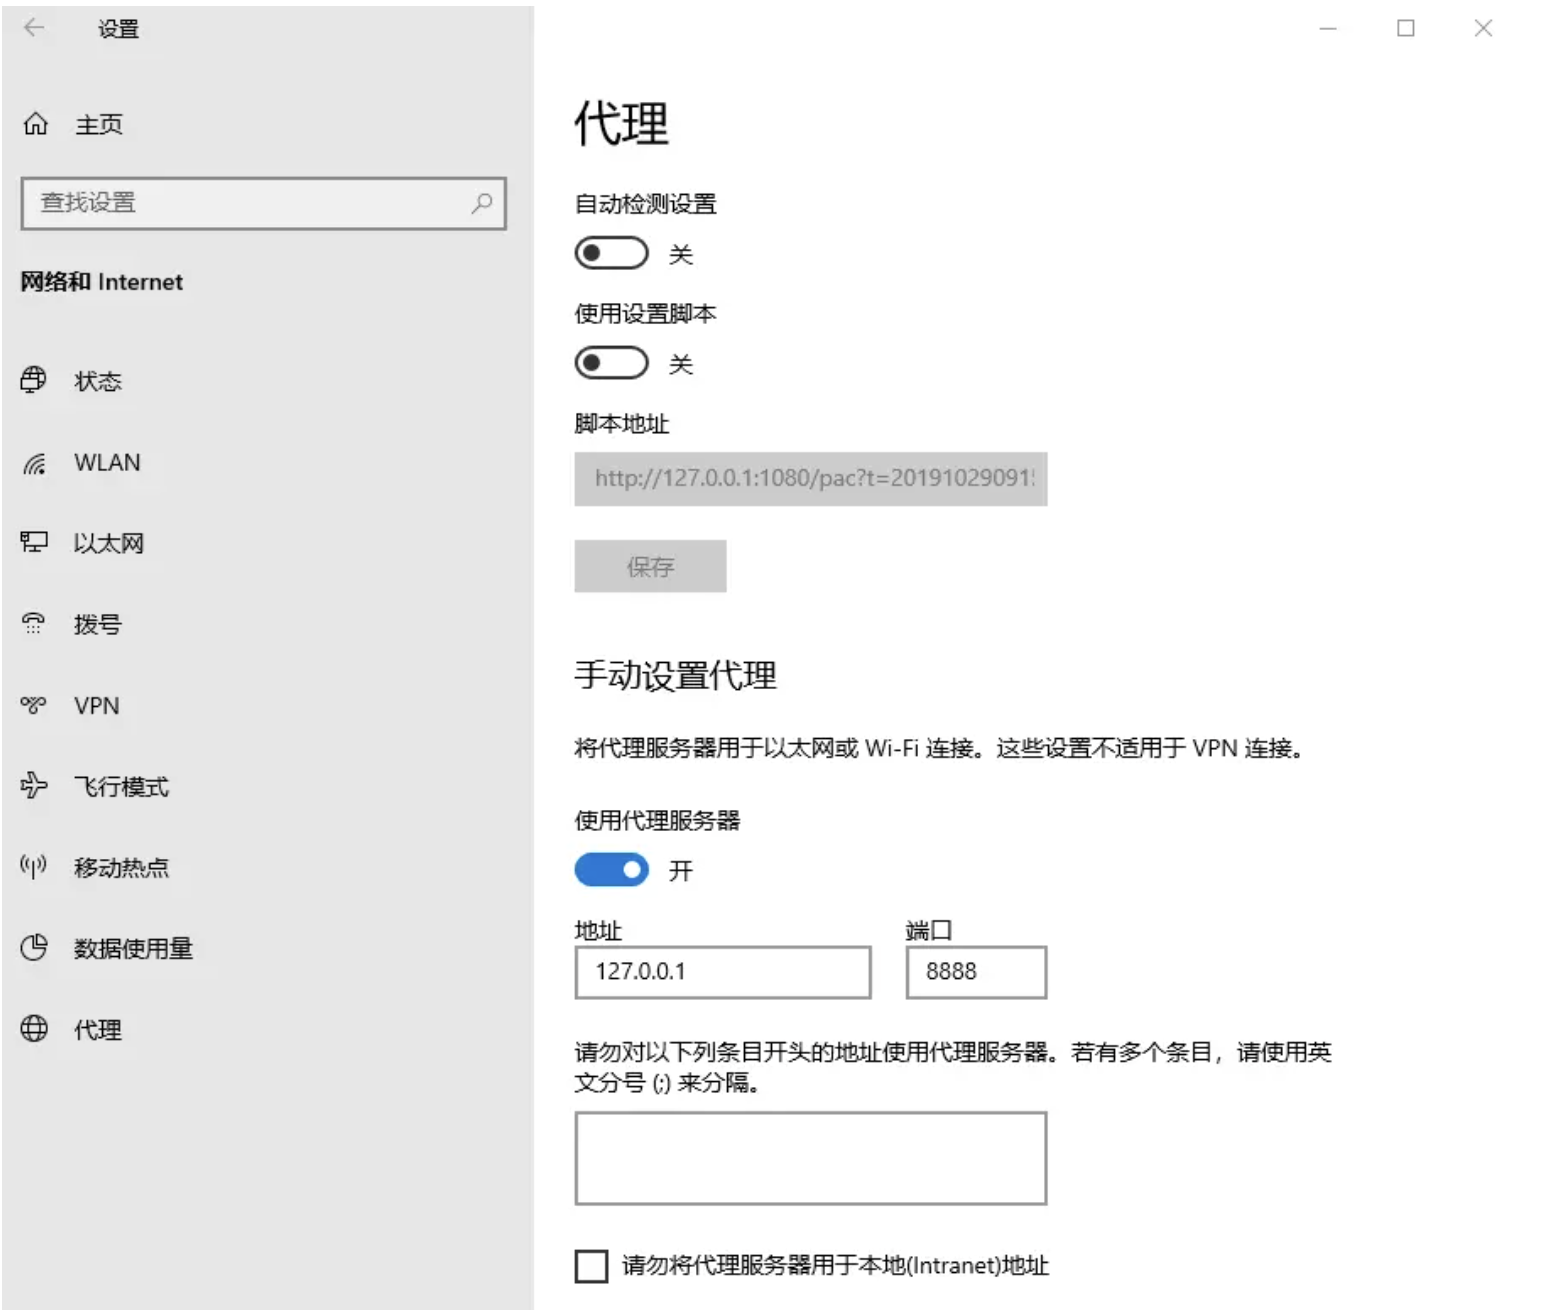 设置
主页
查找设置
网络和 Internet
状态
WLAN
以太网
拨号
VPN
飞行模式
移动热点
数据使用量
代理
代理
自动检测设置
关
使用设置脚本
关
脚本地址
http://127.0.0.1:1080/pac?t=201910290915
保存
手动设置代理
将代理服务器用于以太网或 Wi-Fi 连接。这些设置不适用于 VPN 连接。
使用代理服务器
开
地址 端口
127.0.0.1 8888
请勿对以下列条目开头的地址使用代理服务器。若有多个条目，请使用英
文分号 (;) 来分隔。
请勿将代理服务器用于本地(Intranet)地址